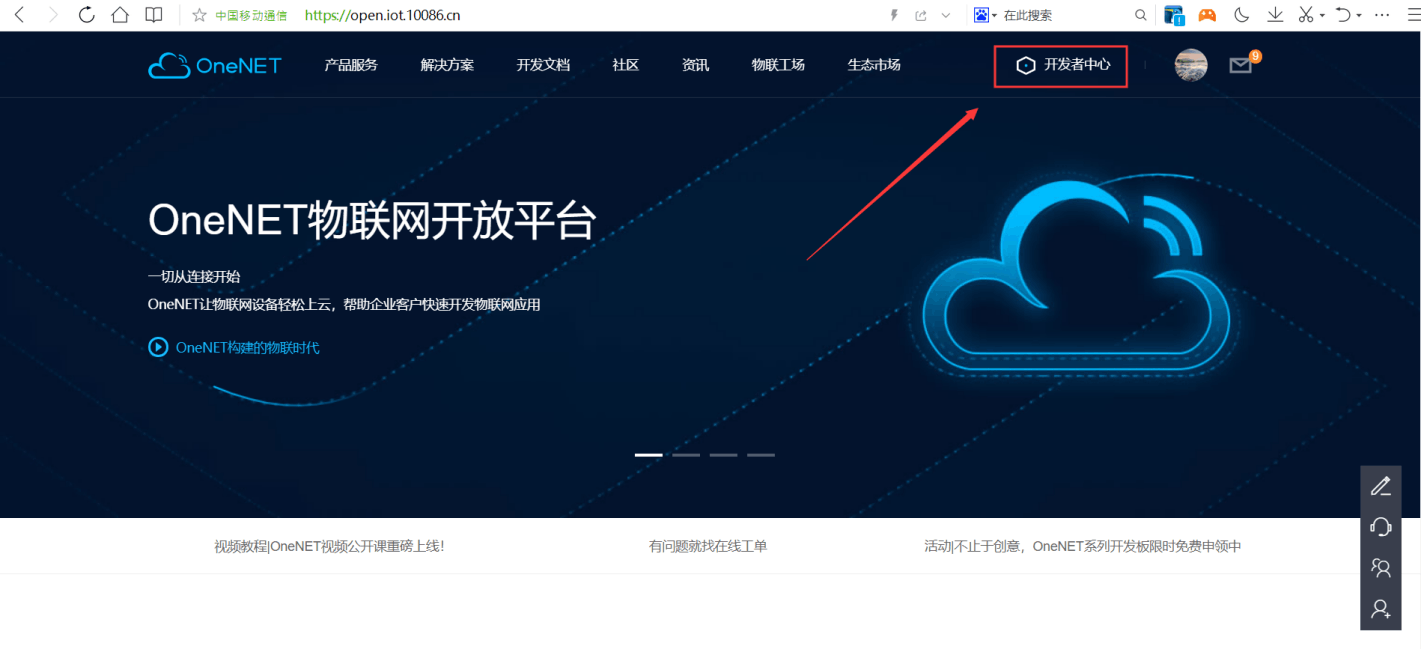 中国移动通信 https://open.iot.10086.cn 在此搜索 1
OneNET 产品服务 解决方案 开发文档 社区 资讯 物联工场 生态市场 开发者中心 9
OneNET物联网开放平台
一切从连接开始
OneNET让物联网设备轻松上云，帮助企业客户快速开发物联网应用
OneNET构建的物联时代
视频教程|OneNET视频公开课重磅上线！ 有问题就找在线工单 活动|不止于创意，OneNET系列开发板限时免费申领中